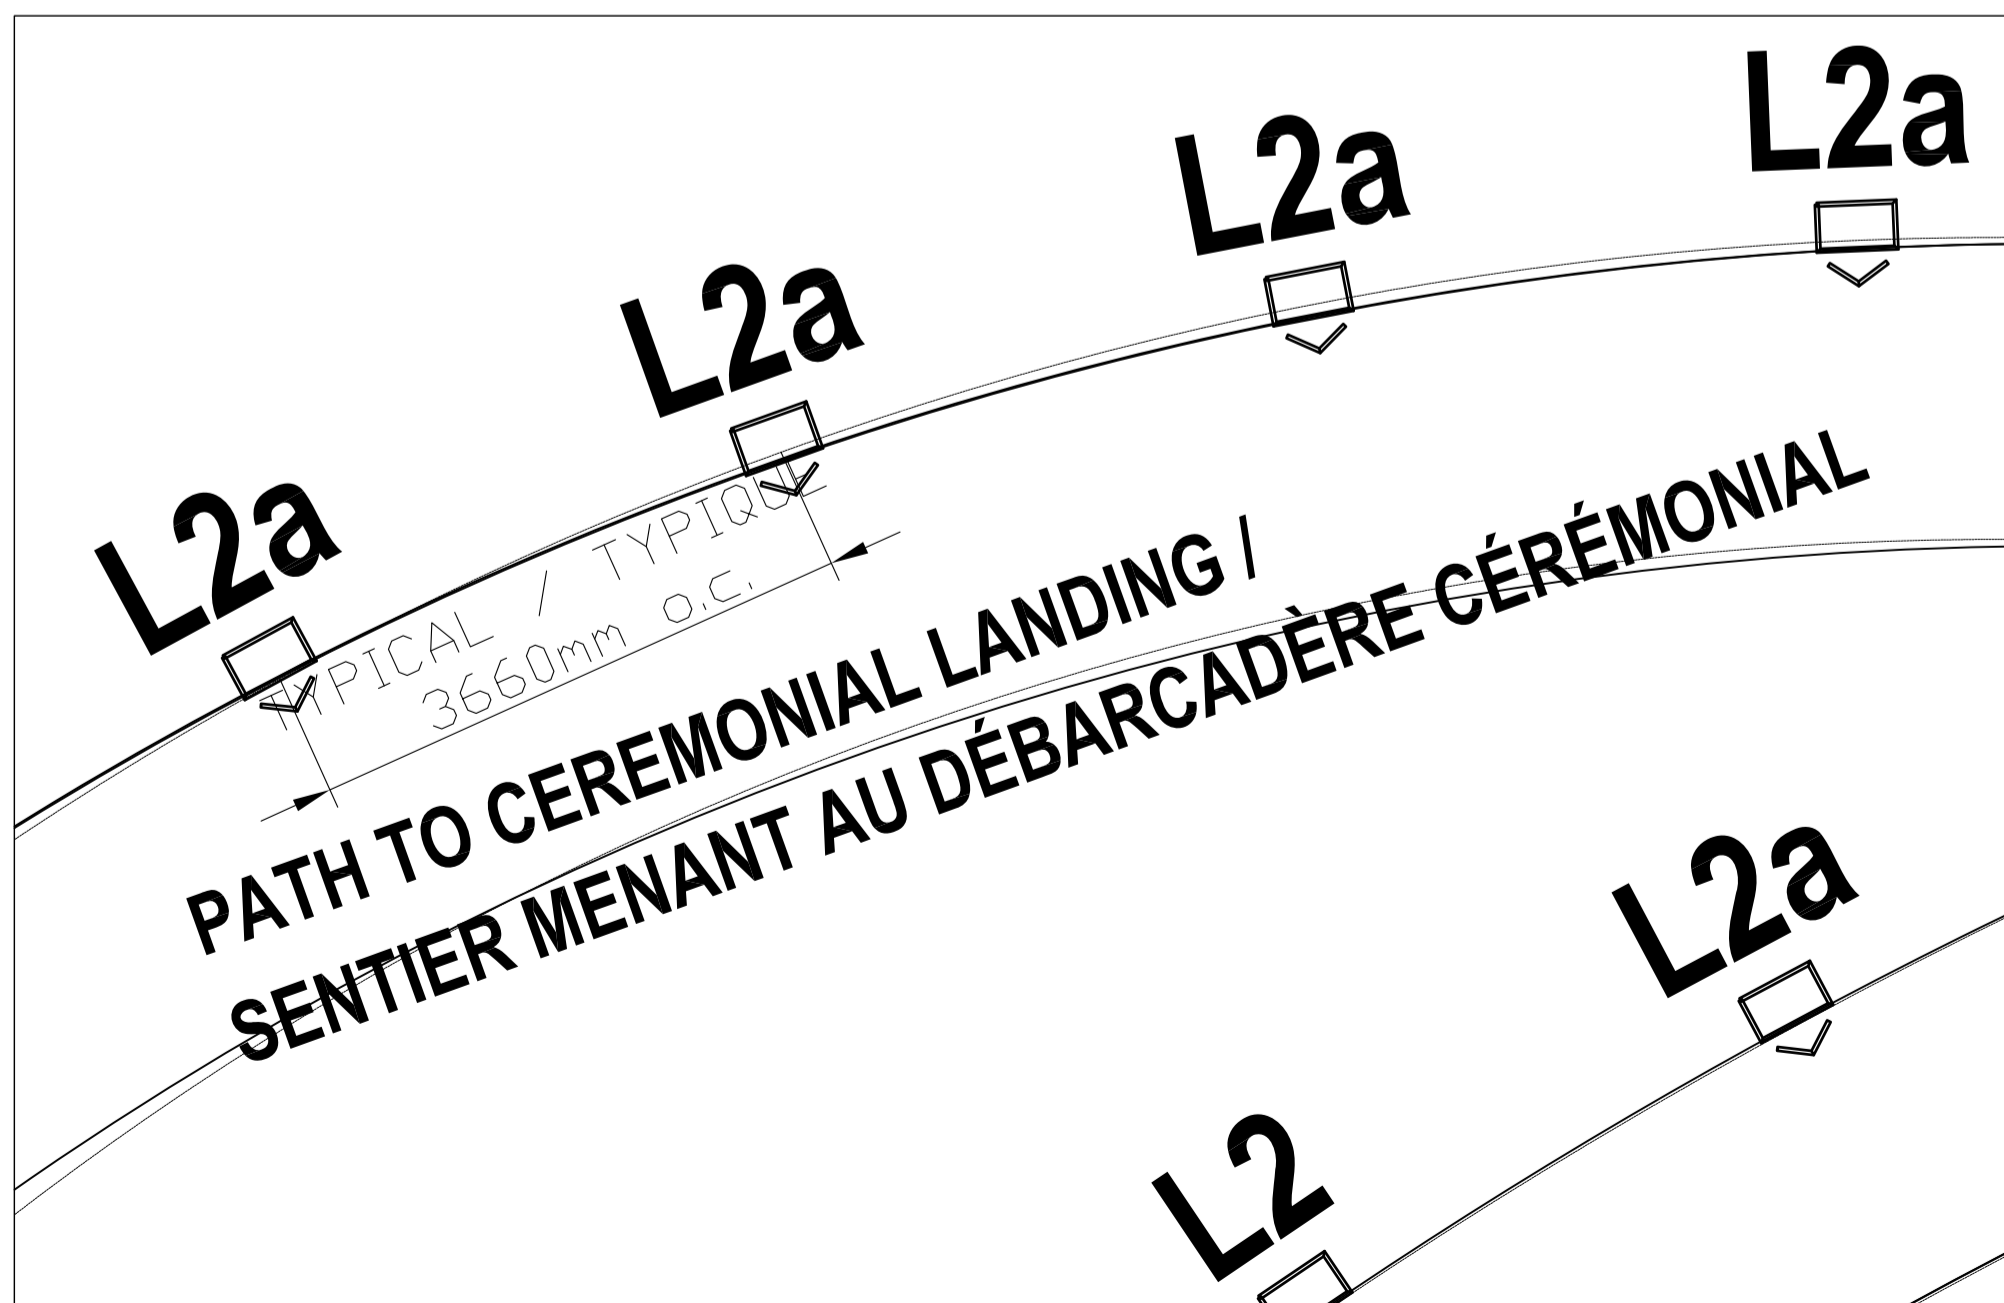 L2a
L2a
L2a
L2a
TYPICAL / TYPIQUE
3660mm o.c.
PATH TO CEREMONIAL LANDING /
SENTIER MENANT AU DÉBARCADÈRE CÉRÉMONIAL
L2a
L2